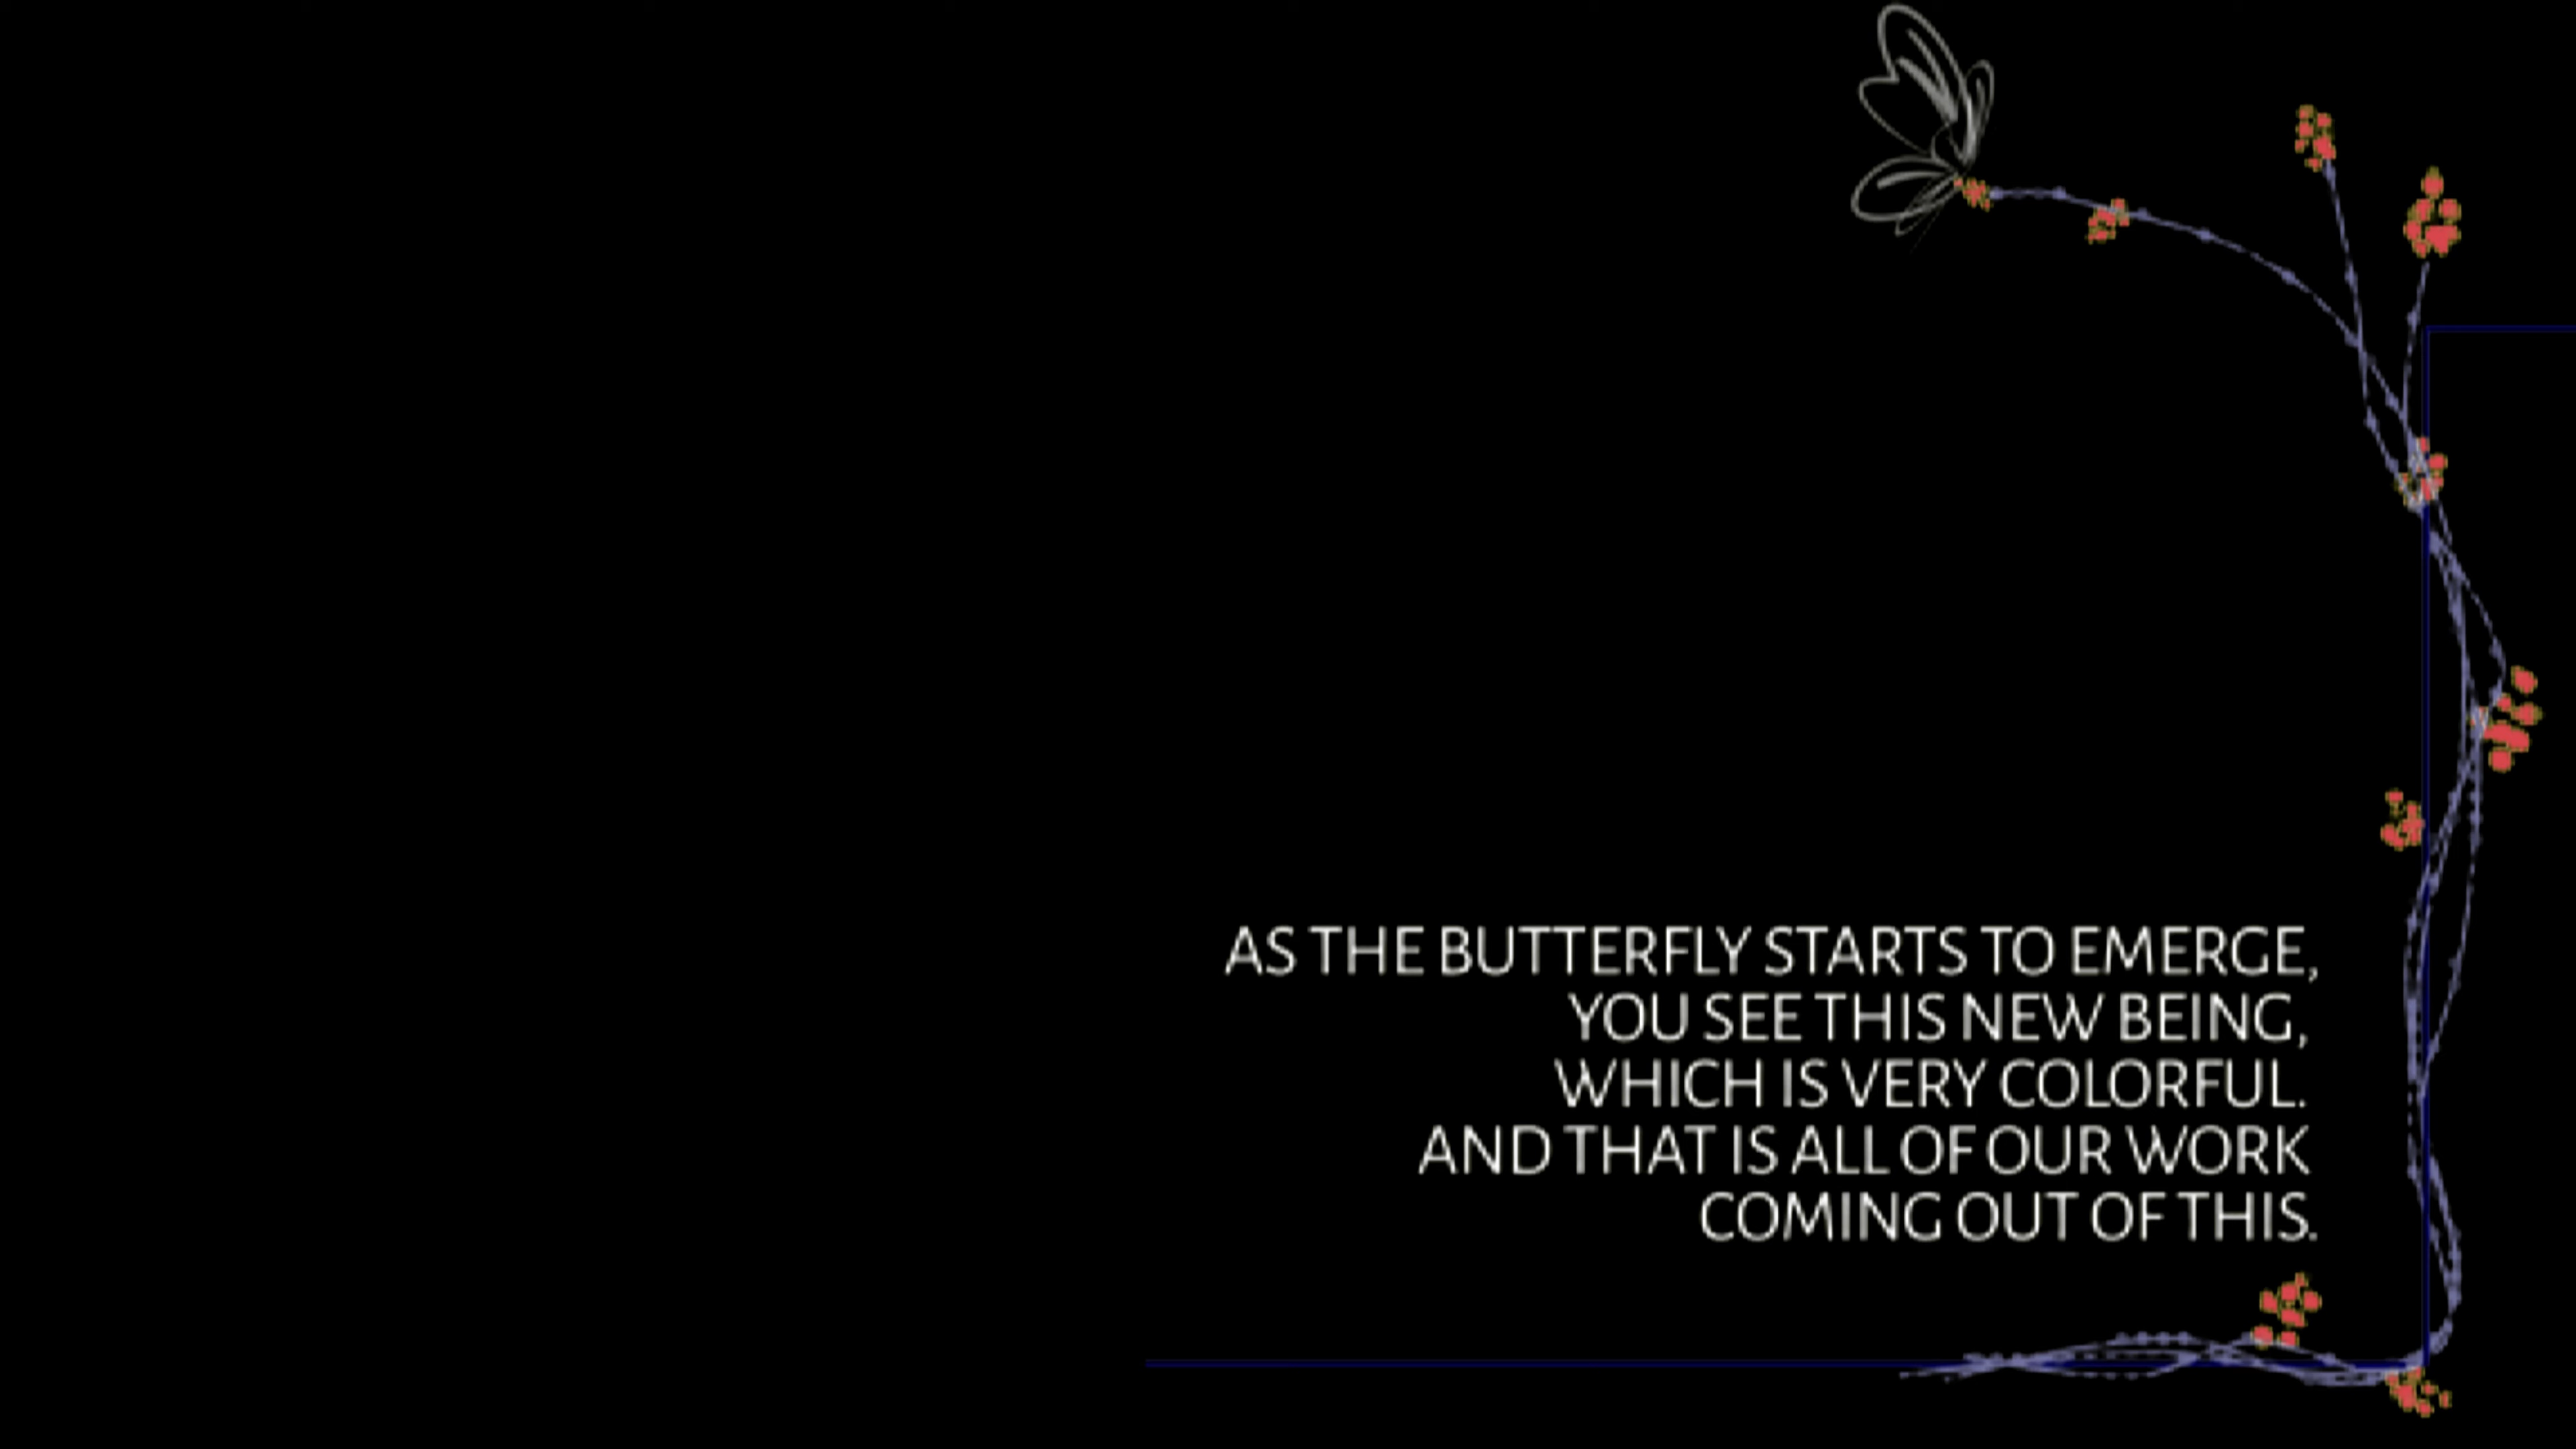 AS THE BUTTERFLY STARTS TO EMERGE,
YOU SEE THIS NEW BEING,
WHICH IS VERY COLORFUL.
AND THAT IS ALL OF OUR WORK
COMING OUT OF THIS.